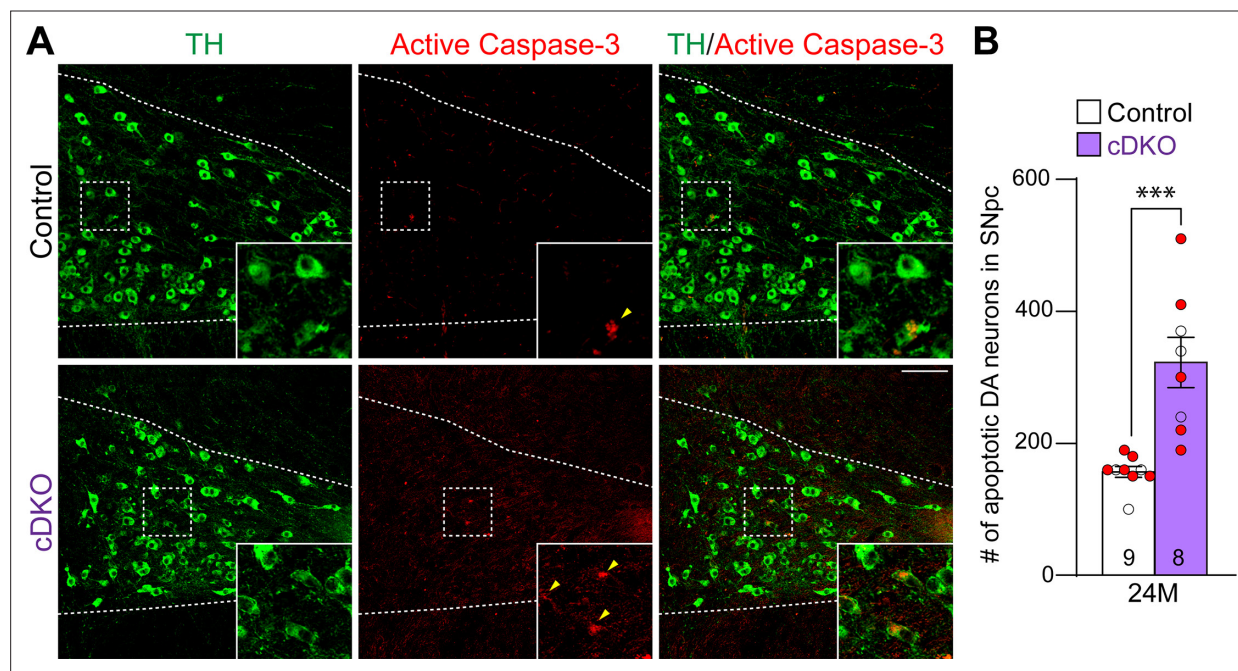 A
TH
Active Caspase-3
TH/Active Caspase-3
Control
cDKO
B
Control
cDKO
# of apoptotic DA neurons in SNpc
600
400
200
0
***
9
8
24M